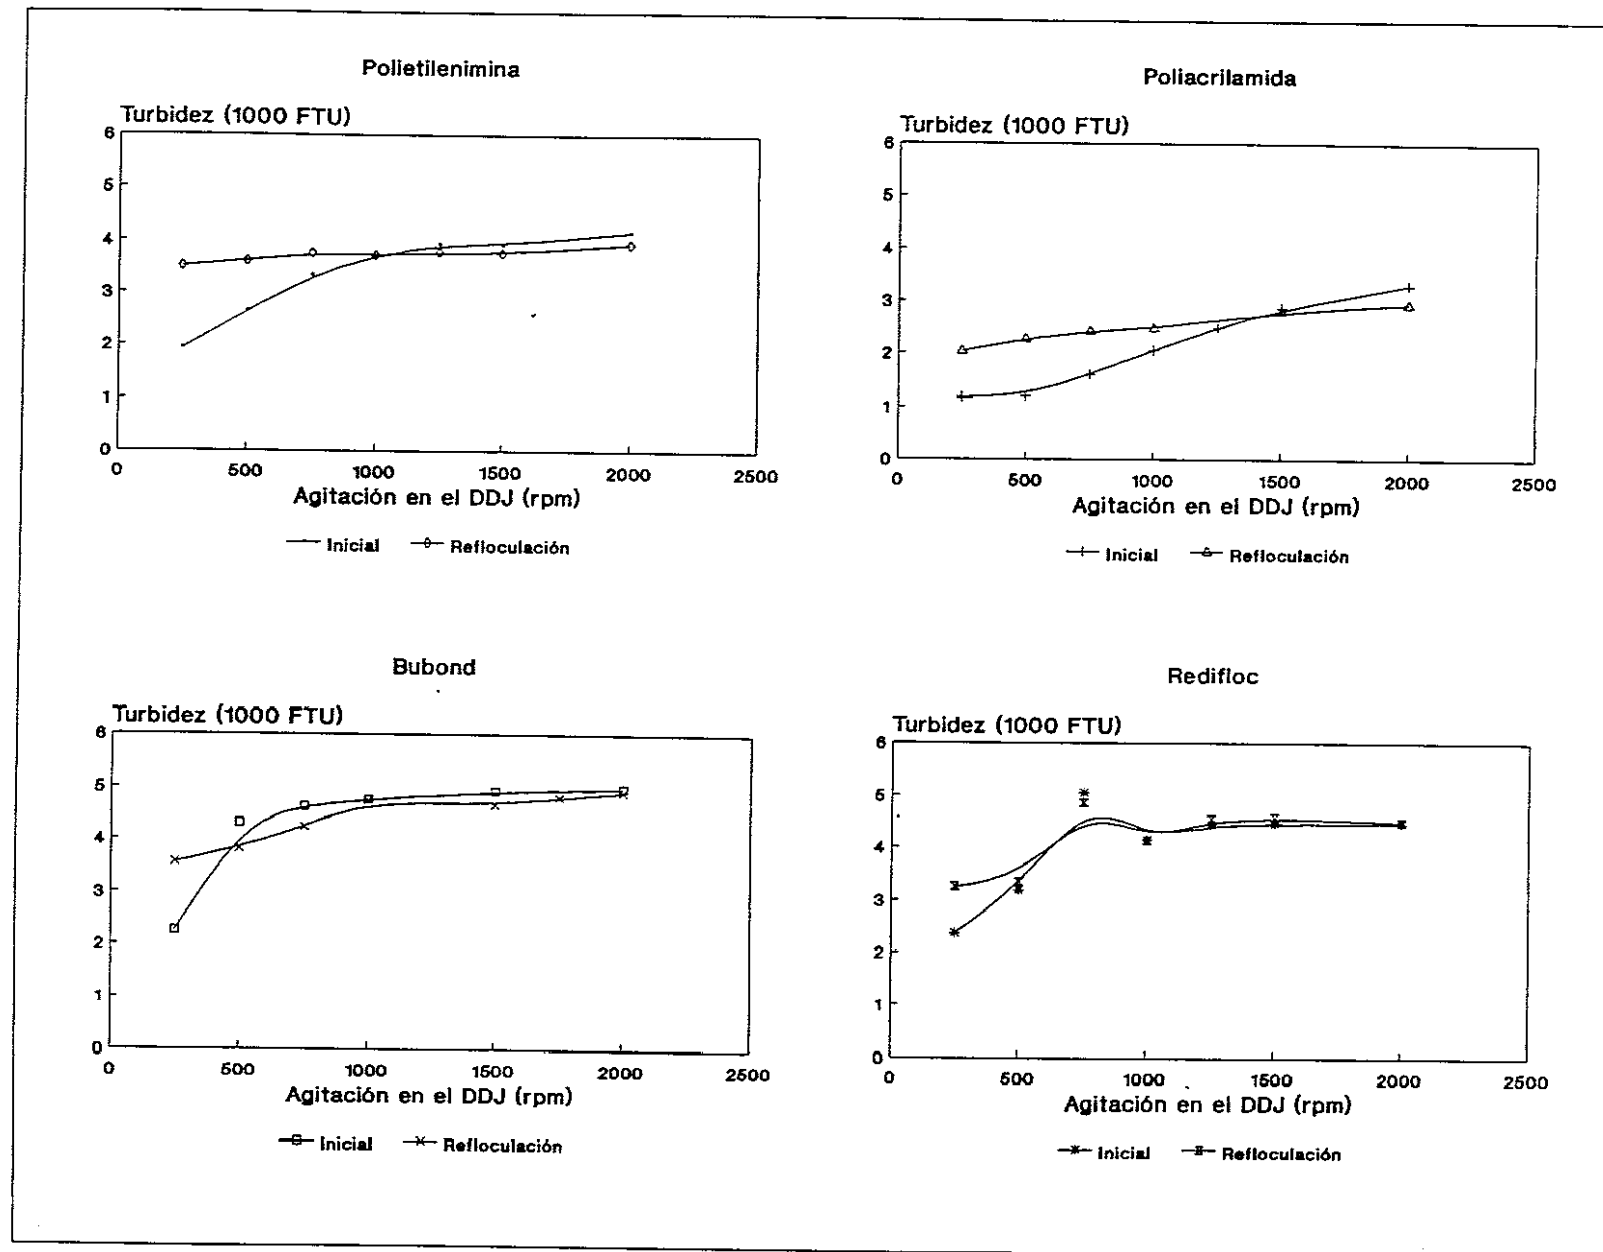 Polietilenimina
Turbidez (1000 FTU)
6
5
4
3
2
1
0
0 500 1000 1500 2000 2500
Agitación en el DDJ (rpm)
Inicial Refloculación
Poliacrilamida
Turbidez (1000 FTU)
6
5
4
3
2
1
0
0 500 1000 1500 2000 2500
Agitación en el DDJ (rpm)
Inicial Refloculación
Bubond
Turbidez (1000 FTU)
6
5
4
3
2
1
0
0 500 1000 1500 2000 2500
Agitación en el DDJ (rpm)
Inicial Refloculación
Redifloc
Turbidez (1000 FTU)
6
5
4
3
2
1
0
0 500 1000 1500 2000 2500
Agitación en el DDJ (rpm)
Inicial Refloculación